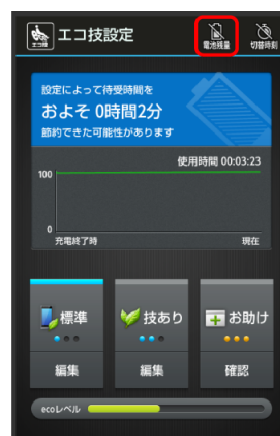 エコ技
エコ技設定
電池残量
切替時刻
設定によって待受時間を
およそ 0時間2分
節約できた可能性があります
使用時間 00:03:23
100
0
充電終了時
現在
標準
技あり
お助け
編集
編集
確認
ecoレベル